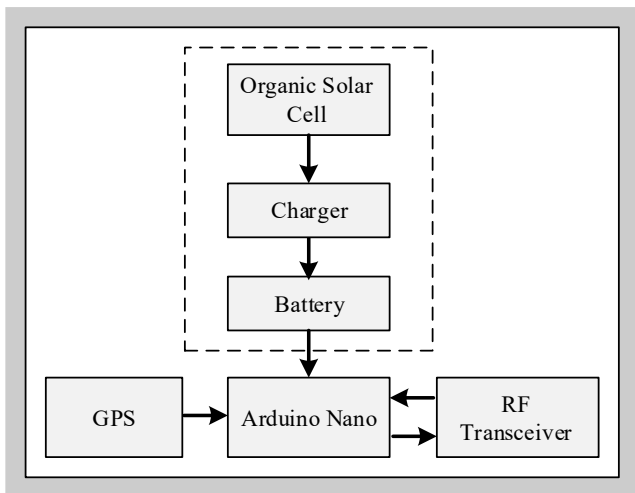 Organic Solar
Cell
Charger
Battery
GPS
Arduino Nano
RF
Transceiver